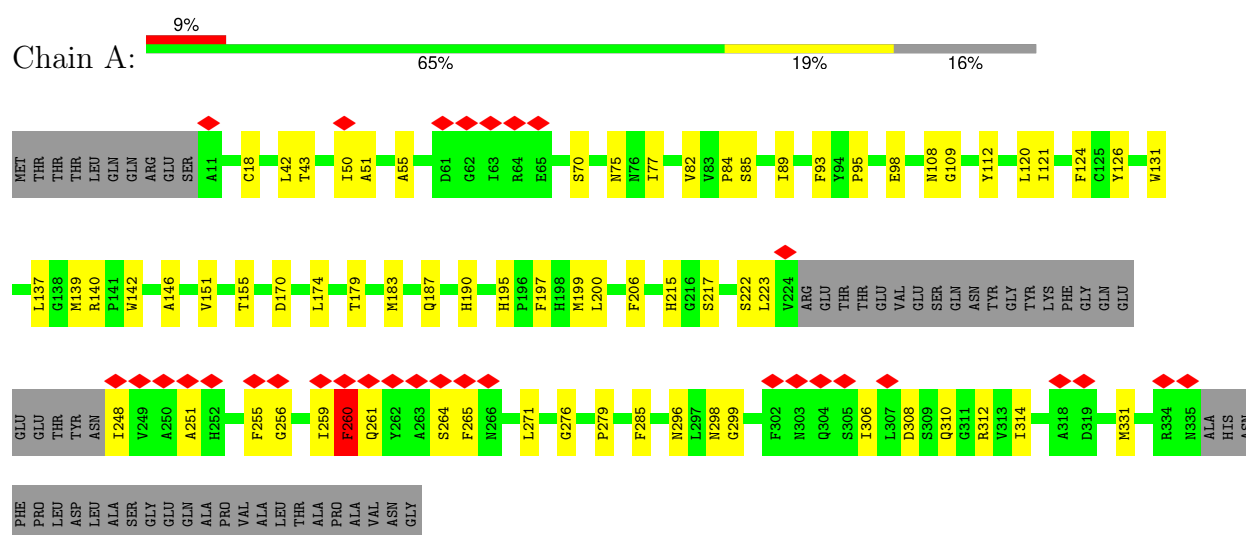 9%
Chain A:
65% 19% 16%
MET THR THR THR LEU GLN GLN ARG GLU SER A11 C18 L42 T43 I50 A51 A55 D61 G62 I63 R64 E65 S70 N75 N76 I77 V82 V83 P84 S85 I89 F93 Y94 P95 E98 N108 G109 Y112 L120 I121 F124 C125 Y126 W131
L137 G138 M139 R140 P141 W142 A146 V151 T155 D170 L174 T179 M183 Q187 H190 H195 P196 F197 H198 M199 L200 F206 H215 G216 S217 S222 L223 V224 ARG GLU THR THR GLU VAL GLU SER GLN ASN TYR GLY TYR LYS PHE GLY GLN GLU
GLU GLU THR TYR ASN I248 V249 A250 A251 H252 F255 G256 I259 F260 Q261 Y262 A263 S264 F265 N266 L271 G276 P279 F285 N296 L297 N298 G299 F302 N303 Q304 S305 I306 L307 D308 S309 Q310 G311 R312 V313 I314 A318 D319 M331 R334 N335 ALA HIS ASN
PHE PRO LEU ASP LEU ALA SER GLY GLU GLN ALA PRO VAL ALA LEU THR ALA PRO ALA VAL ASN GLY